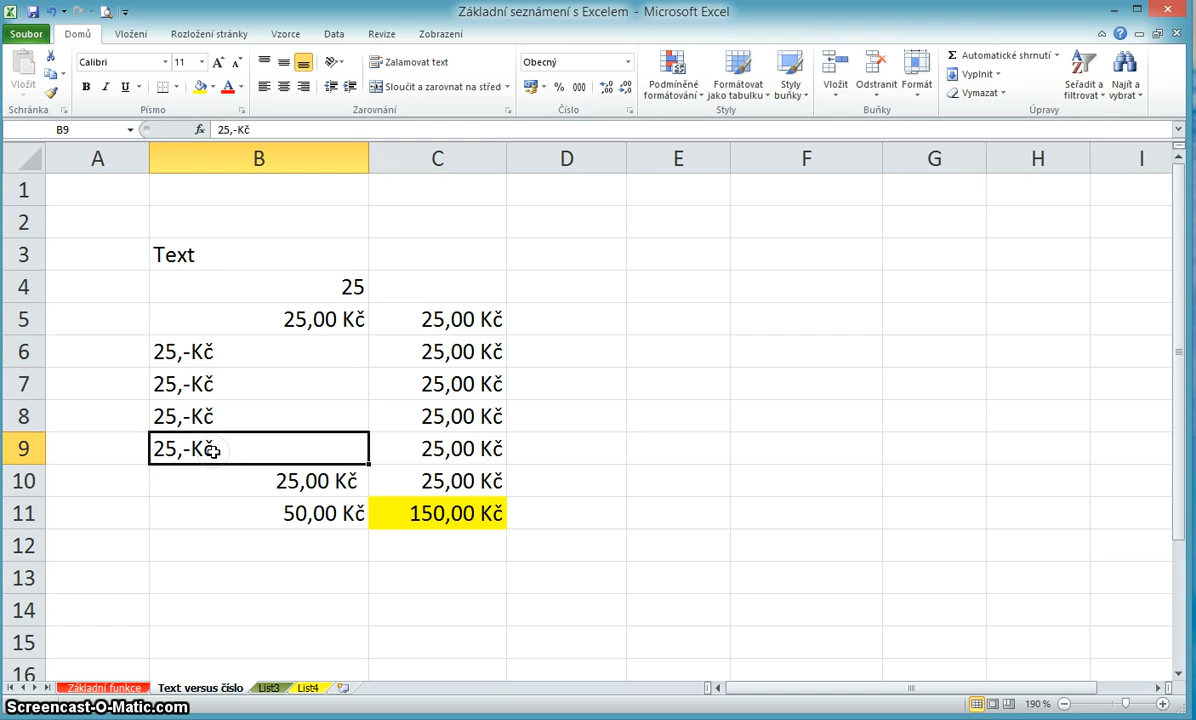 Základní seznámení s Excelem - Microsoft Excel
Soubor Domů Vložení Rozložení stránky Vzorce Data Revize Zobrazení
Vložit
Calibri 11
B I U A
Zalamovat text
Sloučit a zarovnat na střed
Obecný
% 000
Podmíněné formátování
Formátovat jako tabulku
Styly buňky
Vložit Odstranit Formát
Σ Automatické shrnutí
Vyplnit
Vymazat
Seřadit a filtrovat
Najít a vybrat
Schránka Písmo Zarovnání Číslo Styly Buňky Úpravy
B9 fx 25,-Kč
A B C D E F G H I
1
2
3 Text
4 25
5 25,00 Kč 25,00 Kč
6 25,-Kč 25,00 Kč
7 25,-Kč 25,00 Kč
8 25,-Kč 25,00 Kč
9 25,-Kč 25,00 Kč
10 25,00 Kč 25,00 Kč
11 50,00 Kč 150,00 Kč
12
13
14
15
16
Základní funkce Text versus číslo List3 List4
Screencast-O-Matic.com
190 %